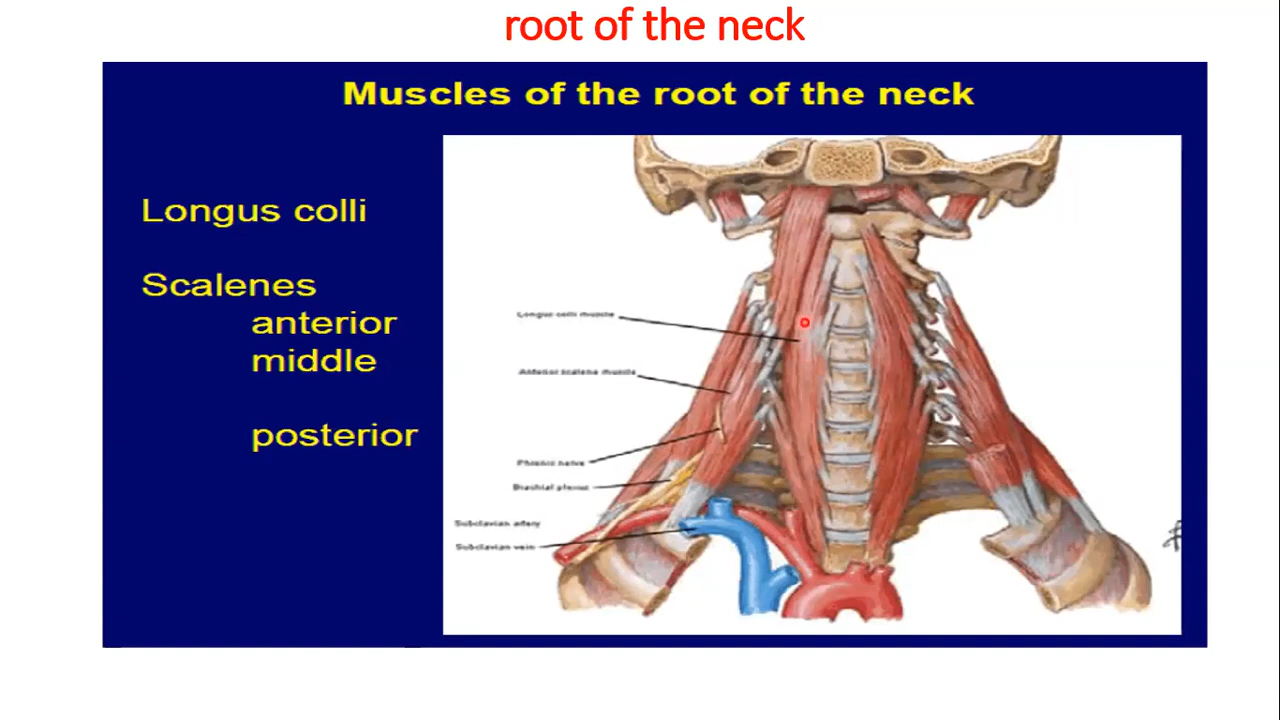 root of the neck
Muscles of the root of the neck
Longus colli
Scalenes
anterior
middle
posterior
Longus colli muscle
Anterior scalene muscle
Phrenic nerve
Brachial plexus
Subclavian artery
Subclavian vein